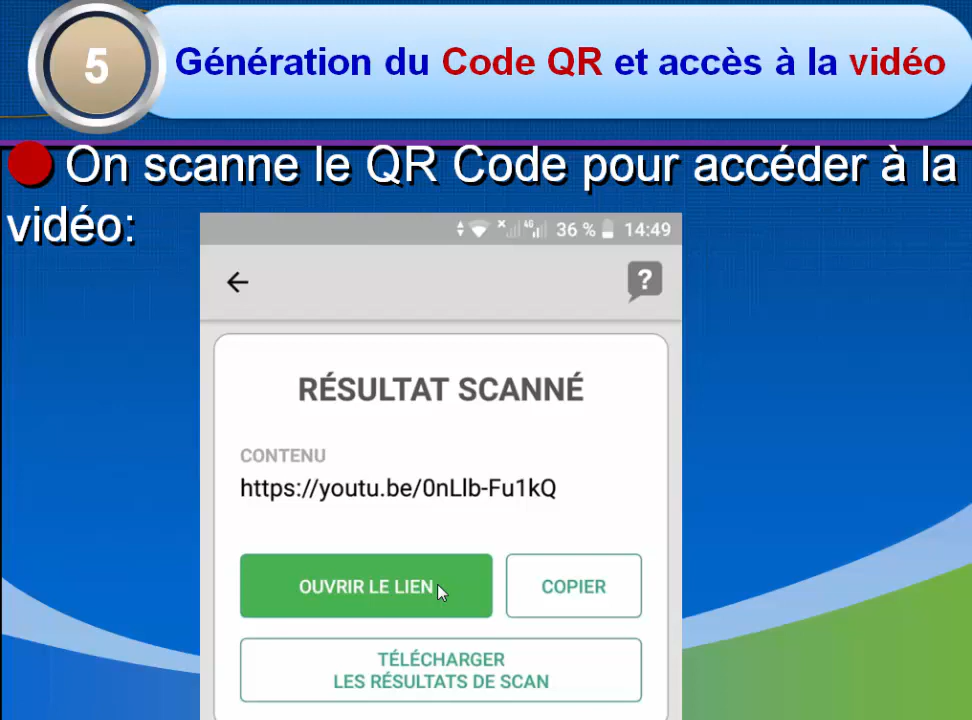 5
Génération du Code QR et accès à la vidéo
On scanne le QR Code pour accéder à la
vidéo:
4G 36 % 14:49
?
RÉSULTAT SCANNÉ
CONTENU
https://youtu.be/0nLlb-Fu1kQ
OUVRIR LE LIEN
COPIER
TÉLÉCHARGER
LES RÉSULTATS DE SCAN